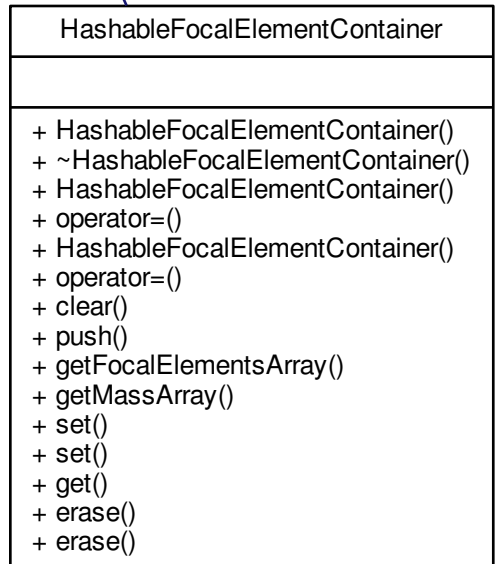 HashableFocalElementContainer
+ HashableFocalElementContainer()
+ ~HashableFocalElementContainer()
+ HashableFocalElementContainer()
+ operator=()
+ HashableFocalElementContainer()
+ operator=()
+ clear()
+ push()
+ getFocalElementsArray()
+ getMassArray()
+ set()
+ set()
+ get()
+ erase()
+ erase()